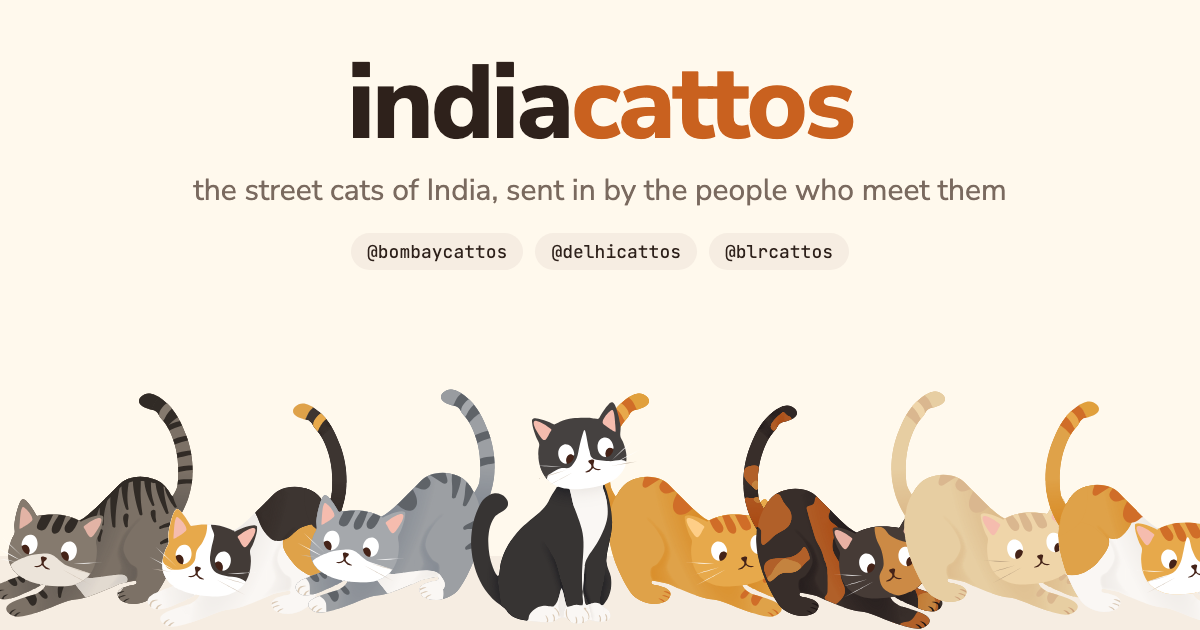 indiacattos
the street cats of India, sent in by the people who meet them
@bombaycattos @delhicattos @blrcattos